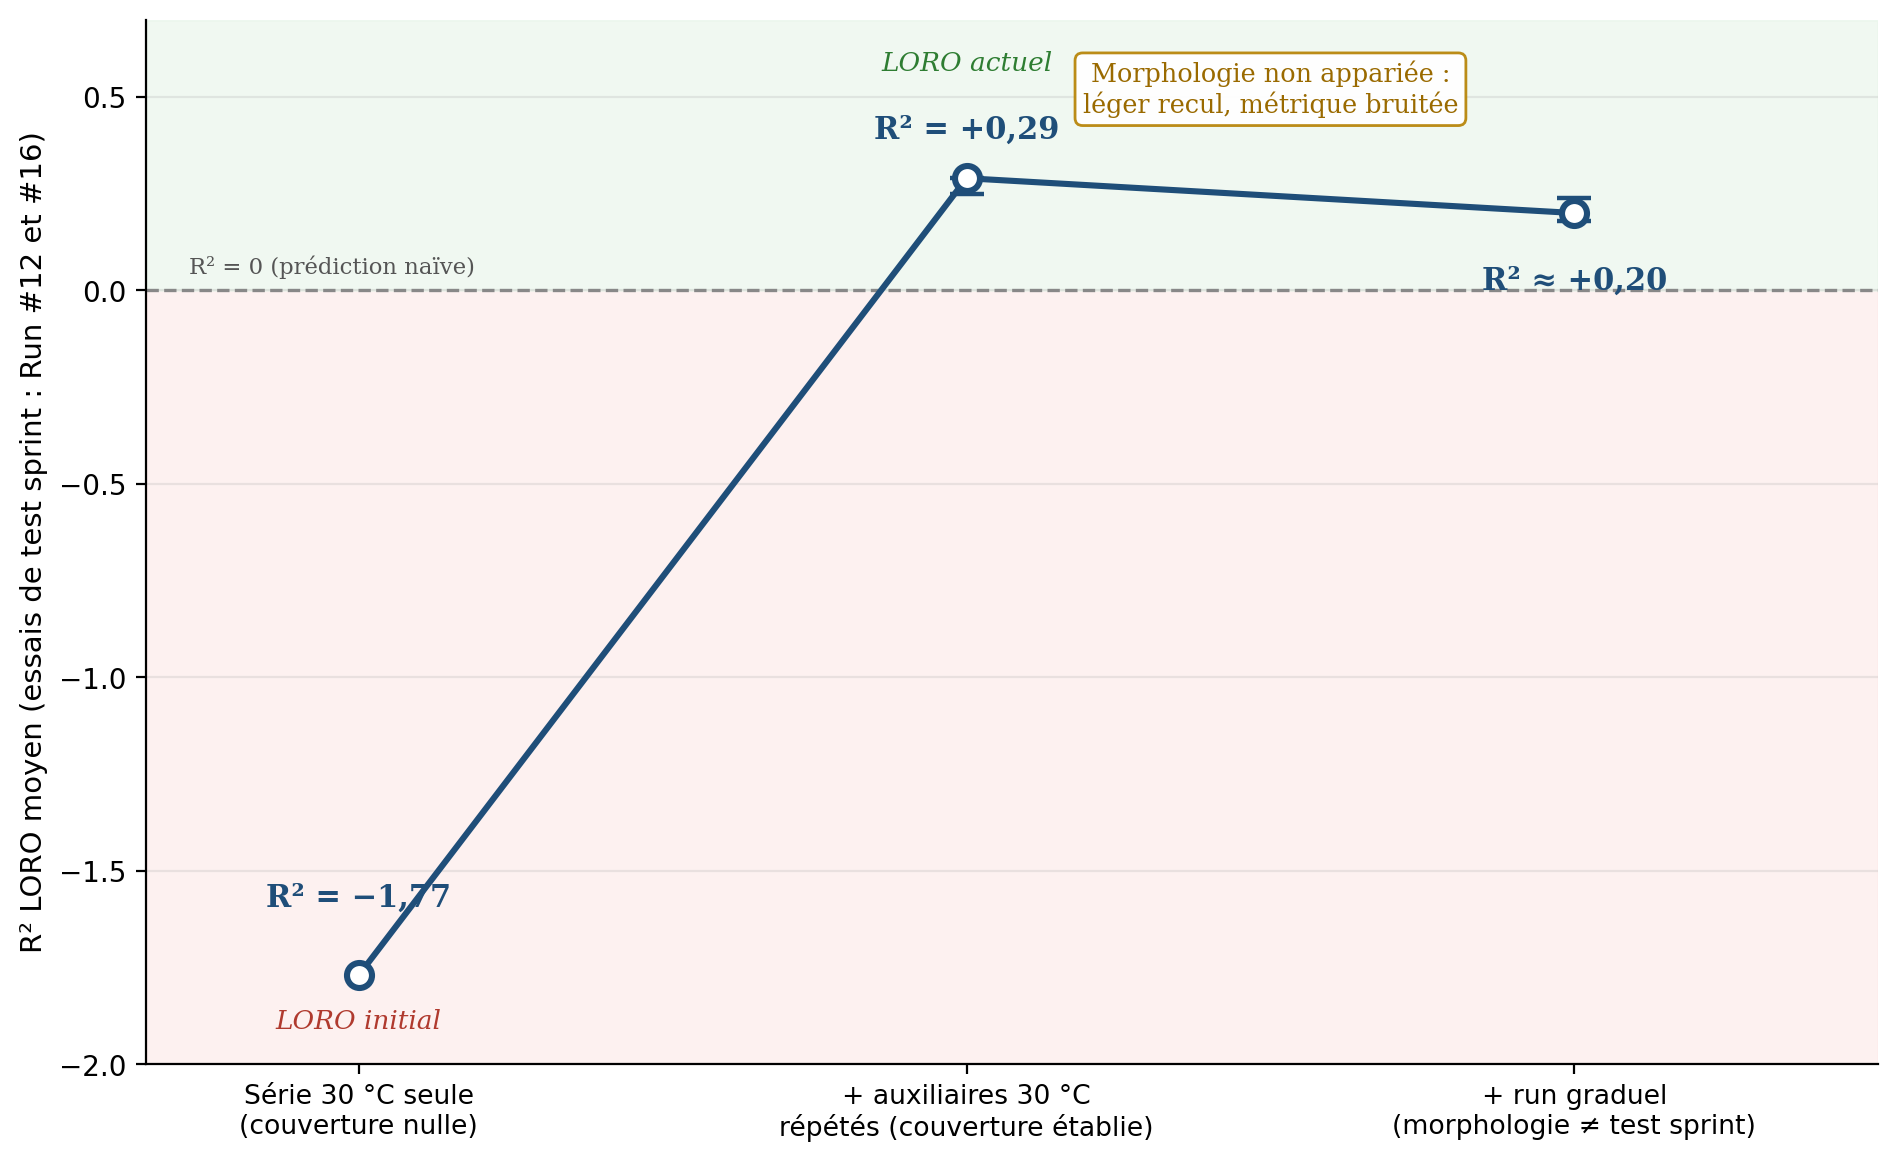 R² LORO moyen (essais de test sprint : Run #12 et #16)
0.5
0.0
−0.5
−1.0
−1.5
−2.0
LORO actuel
Morphologie non appariée :
léger recul, métrique bruitée
R² = +0,29
R² = 0 (prédiction naïve)
R² ≈ +0,20
R² = −1,77
LORO initial
Série 30 °C seule
(couverture nulle)
+ auxiliaires 30 °C
répétés (couverture établie)
+ run graduel
(morphologie ≠ test sprint)